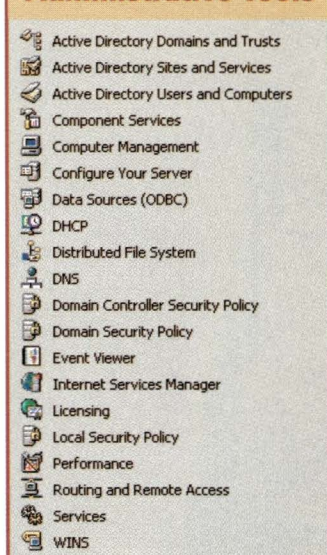 Active Directory Domains and Trusts
Active Directory Sites and Services
Active Directory Users and Computers
Component Services
Computer Management
Configure Your Server
Data Sources (ODBC)
DHCP
Distributed File System
DNS
Domain Controller Security Policy
Domain Security Policy
Event Viewer
Internet Services Manager
Licensing
Local Security Policy
Performance
Routing and Remote Access
Services
WINS